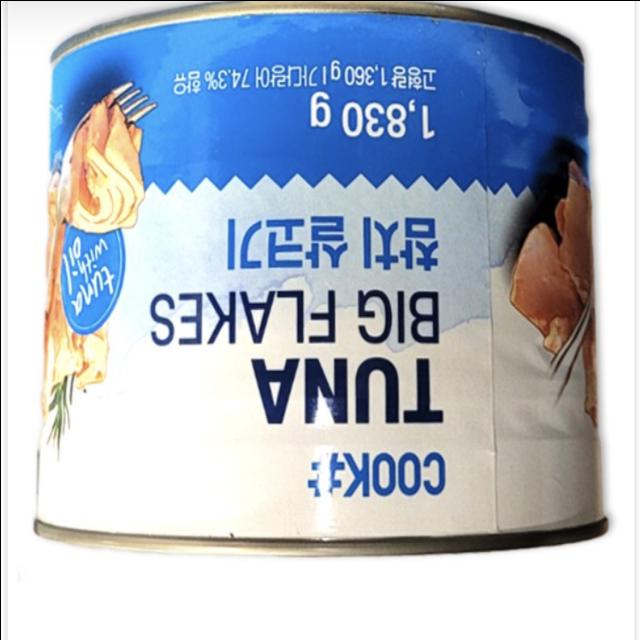 COOK#
TUNA
BIG FLAKES
참치 살고기
1,830 g
고형량 1,360 g | 가다랑어 74.3% 함유
tuna
with
oil